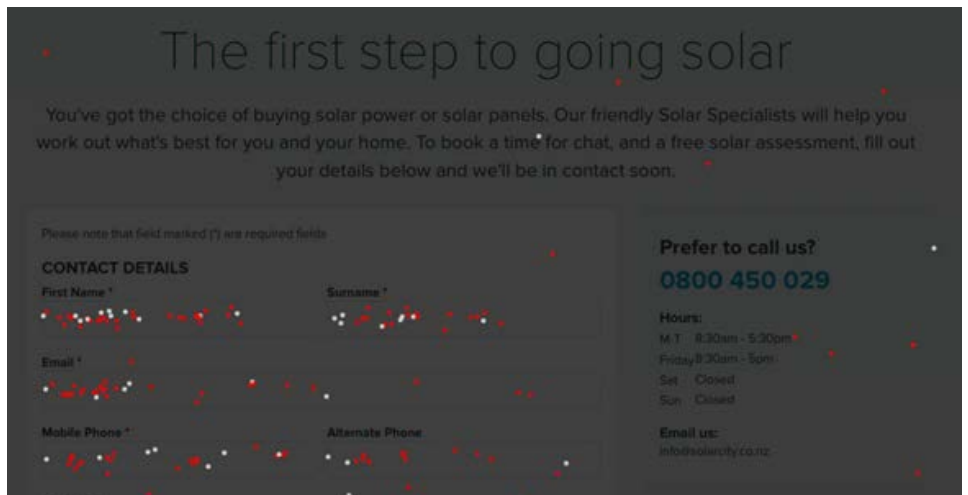 The first step to going solar
You've got the choice of buying solar power or solar panels. Our friendly Solar Specialists will help you
work out what's best for you and your home. To book a time for chat, and a free solar assessment, fill out
your details below and we'll be in contact soon.
Please note that field marked (*) are required fields
CONTACT DETAILS
First Name *
Surname *
Email *
Mobile Phone *
Alternate Phone
Prefer to call us?
0800 450 029
Hours:
M-T 8:30am - 5:30pm
Friday 8:30am - 5pm
Sat Closed
Sun Closed
Email us:
info@solarcity.co.nz